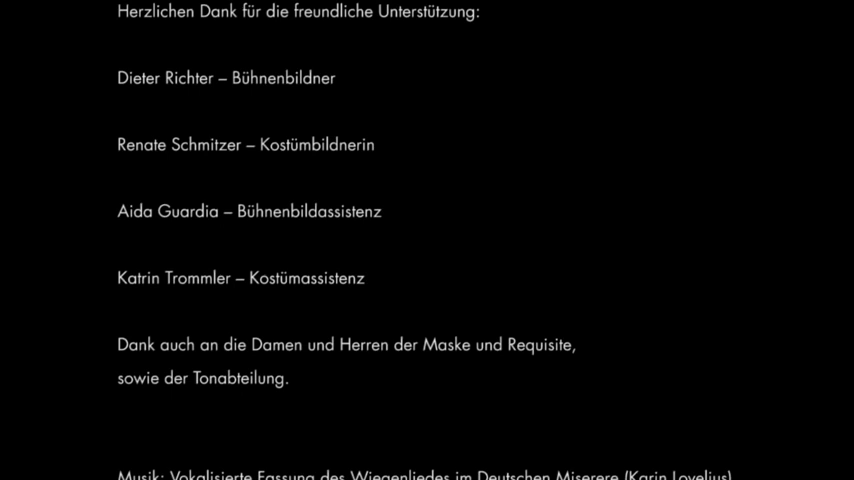 Herzlichen Dank für die freundliche Unterstützung:
Dieter Richter – Bühnenbildner
Renate Schmitzer – Kostümbildnerin
Aida Guardia – Bühnenbildassistenz
Katrin Trommler – Kostümassistenz
Dank auch an die Damen und Herren der Maske und Requisite,
sowie der Tonabteilung.
Musik: Vokalisierte Fassung des Wiegenliedes im Deutschen Miserere (Karin Lovelius)